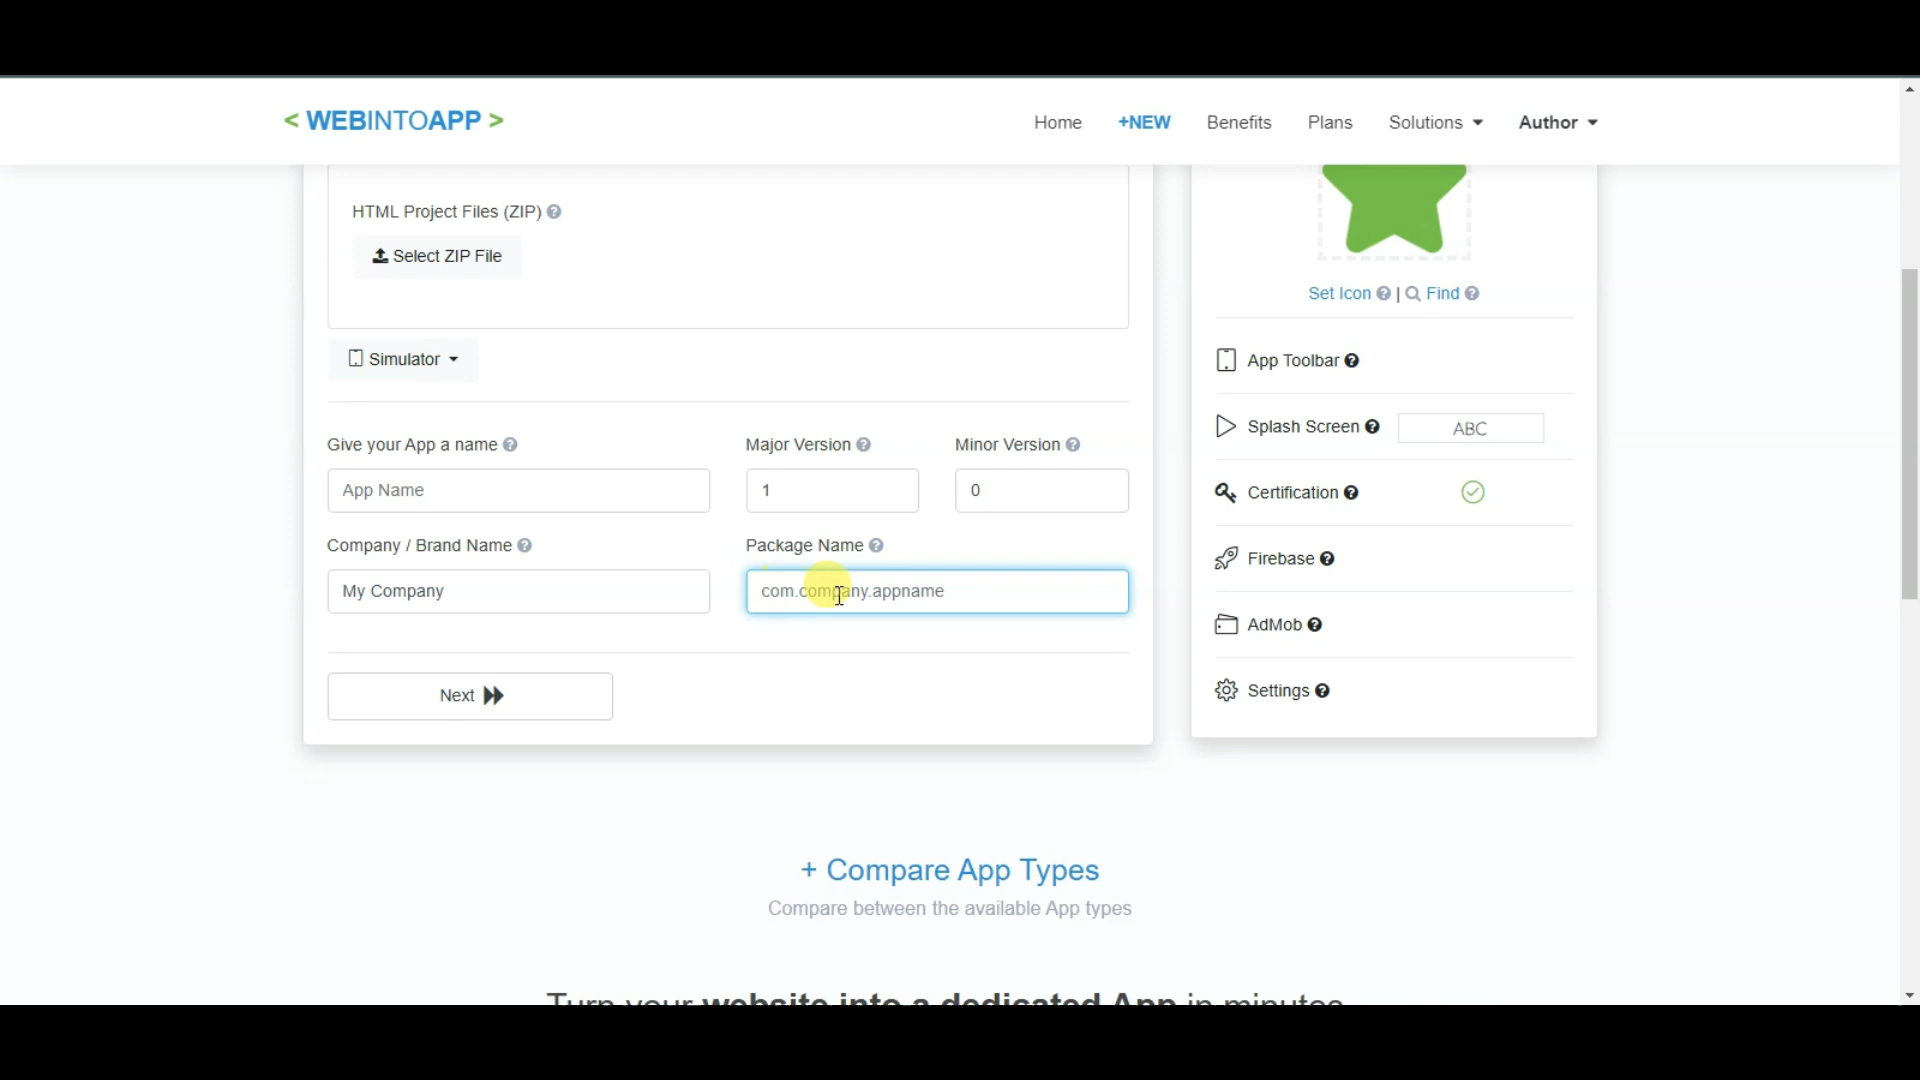 < WEBINTOAPP >
Home
+NEW
Benefits
Plans
Solutions
Author
HTML Project Files (ZIP)
Select ZIP File
Simulator
Give your App a name
App Name
Major Version
1
Minor Version
0
Company / Brand Name
My Company
Package Name
com.company.appname
Next
Set Icon | Find
App Toolbar
Splash Screen
ABC
Certification
Firebase
AdMob
Settings
+ Compare App Types
Compare between the available App types
Turn your website into a dedicated App in minutes